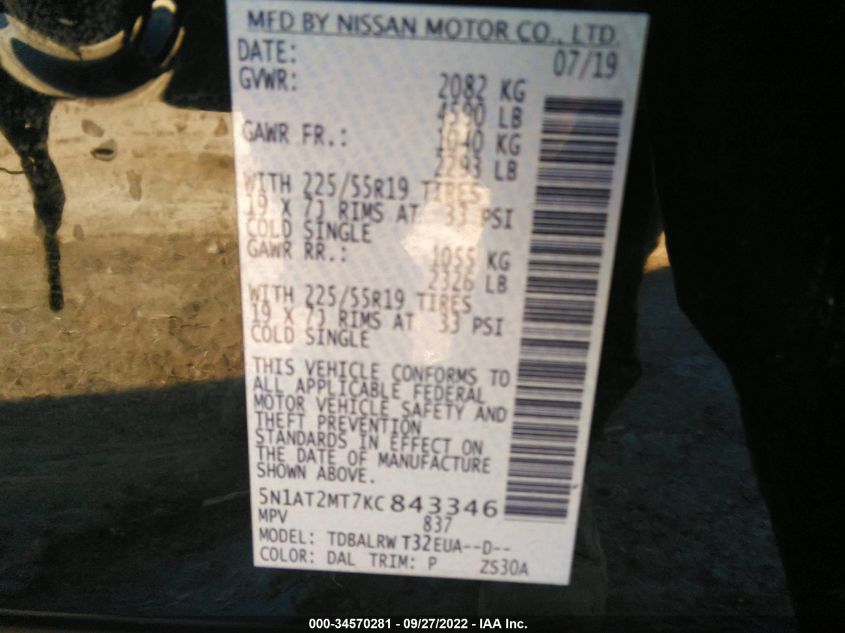 MFD BY NISSAN MOTOR CO., LTD.
DATE: 07/19
GVWR: 2082 KG
4590 LB
GAWR FR.: 1040 KG
2293 LB
WITH 225/55R19 TIRES
19 X 7J RIMS AT 33 PSI
COLD SINGLE
GAWR RR.: 1055 KG
2326 LB
WITH 225/55R19 TIRES
19 X 7J RIMS AT 33 PSI
COLD SINGLE
THIS VEHICLE CONFORMS TO
ALL APPLICABLE FEDERAL
MOTOR VEHICLE SAFETY AND
THEFT PREVENTION
STANDARDS IN EFFECT ON
THE DATE OF MANUFACTURE
SHOWN ABOVE.
5N1AT2MT7KC843346
MPV 837
MODEL: TDBALRW T32EUA--D--
COLOR: DAL TRIM: P ZS30A
000-34570281 - 09/27/2022 - IAA Inc.